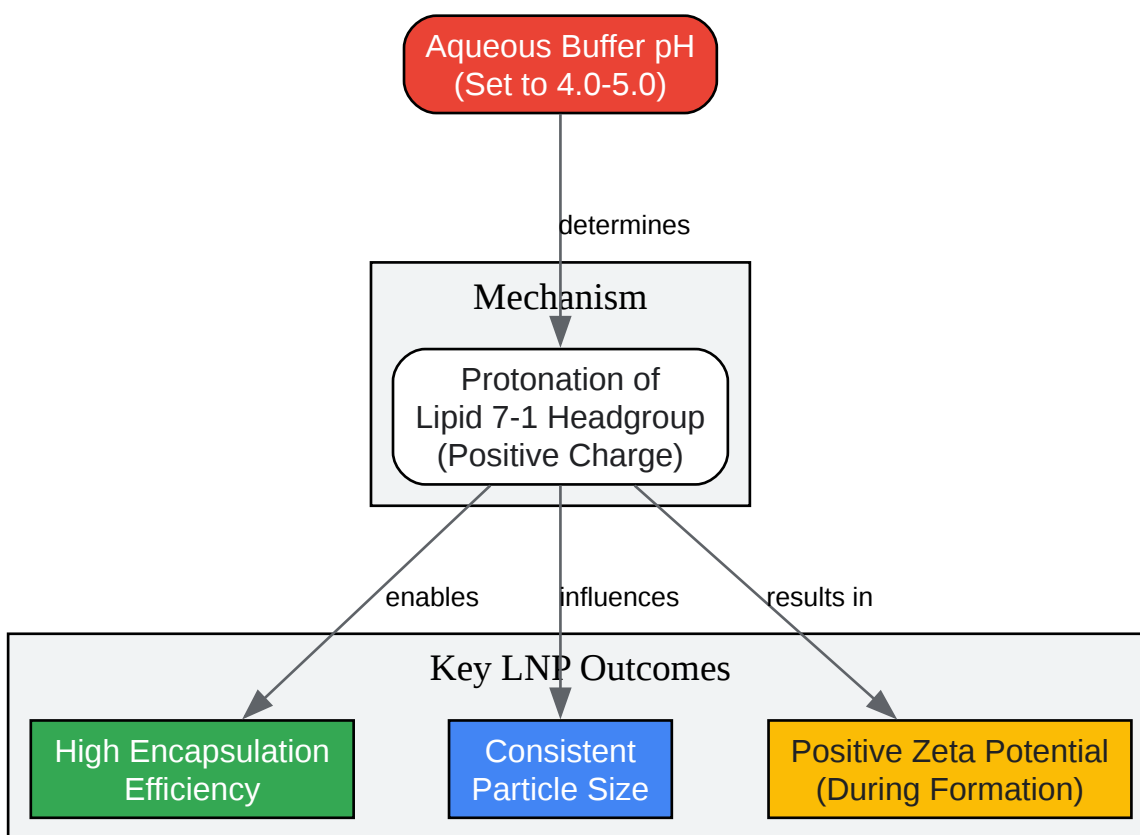 Aqueous Buffer pH
(Set to 4.0-5.0)
determines
Mechanism
Protonation of
Lipid 7-1 Headgroup
(Positive Charge)
enables
influences
results in
Key LNP Outcomes
High Encapsulation
Efficiency
Consistent
Particle Size
Positive Zeta Potential
(During Formation)